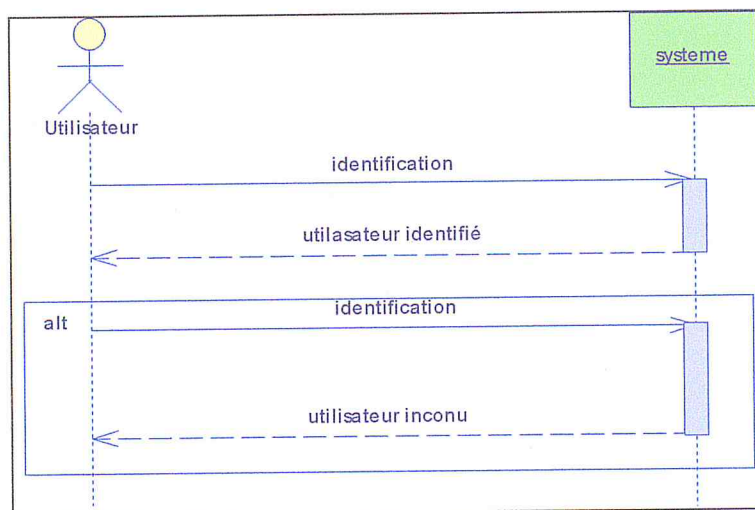 systeme
Utilisateur
identification
utilasateur identifié
identification
alt
utilisateur inconu